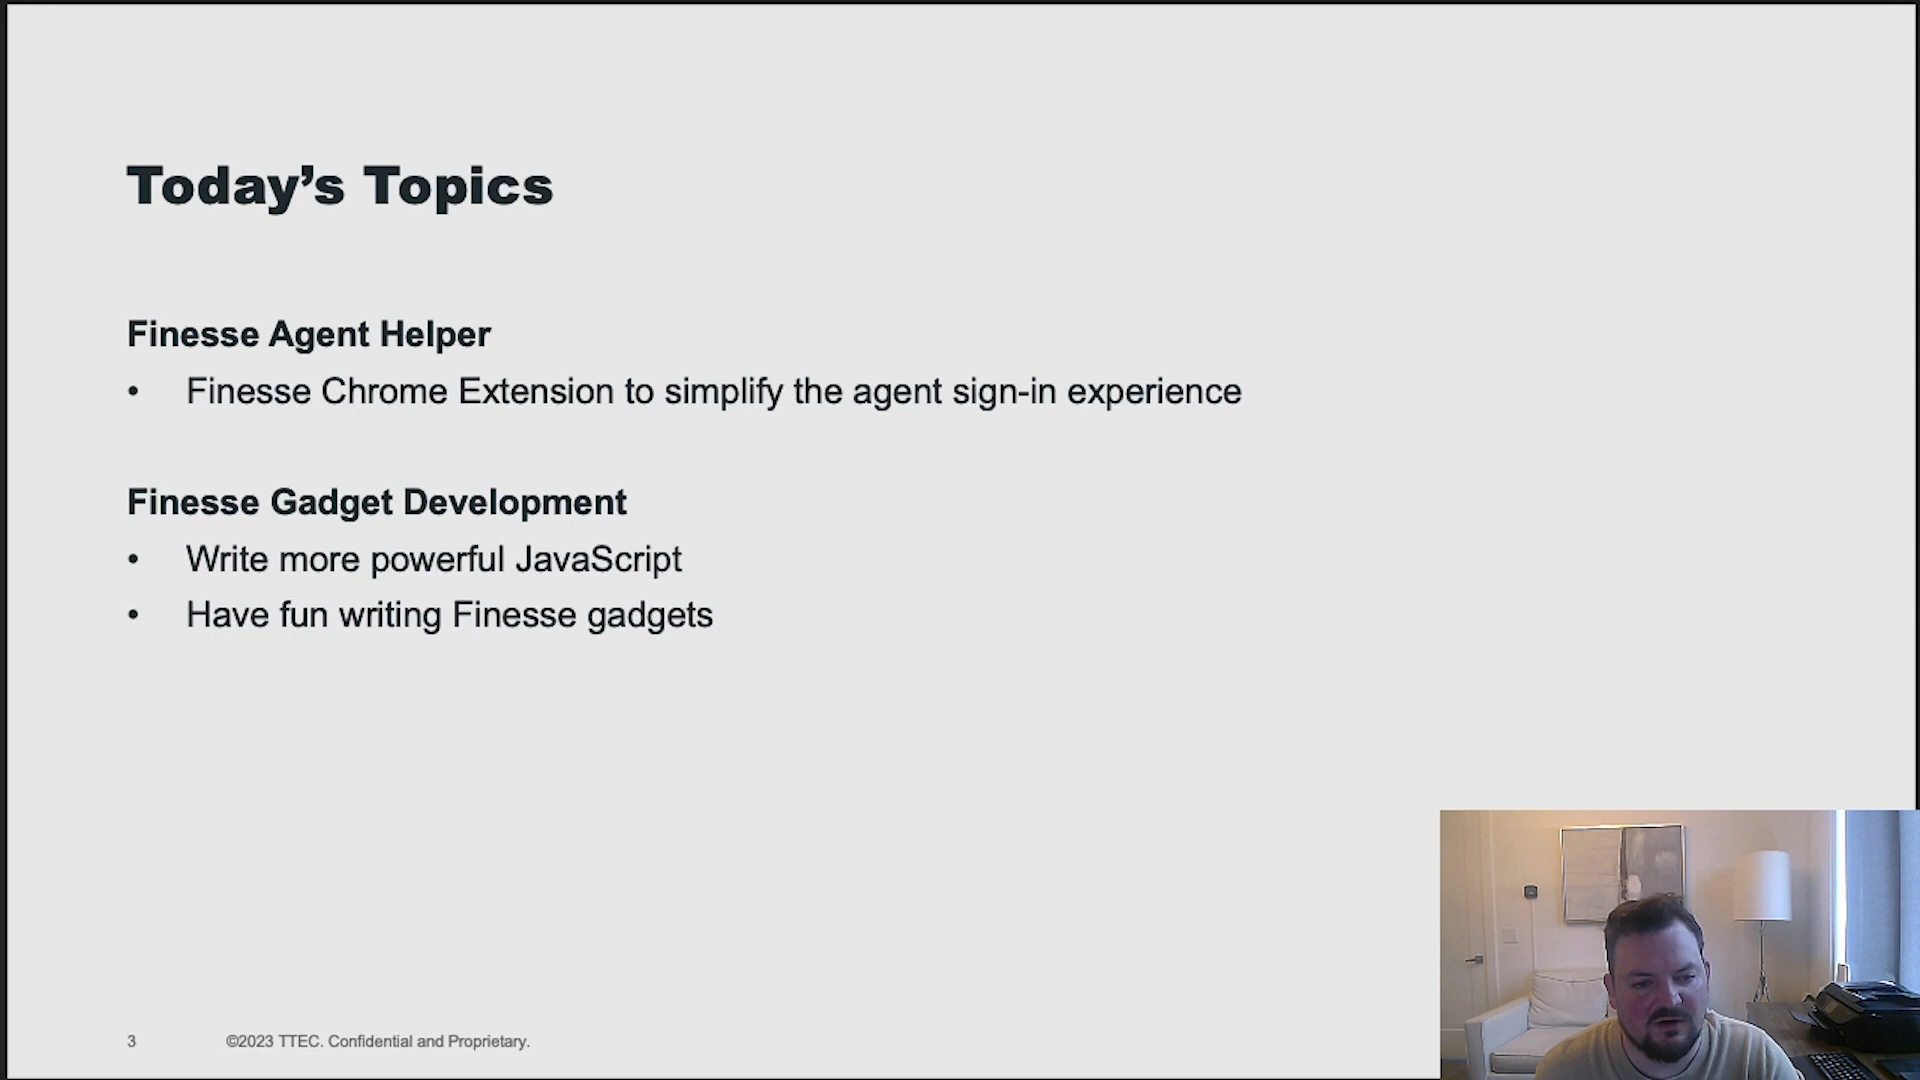 Today’s Topics
Finesse Agent Helper
• Finesse Chrome Extension to simplify the agent sign-in experience
Finesse Gadget Development
• Write more powerful JavaScript
• Have fun writing Finesse gadgets
3 ©2023 TTEC. Confidential and Proprietary.